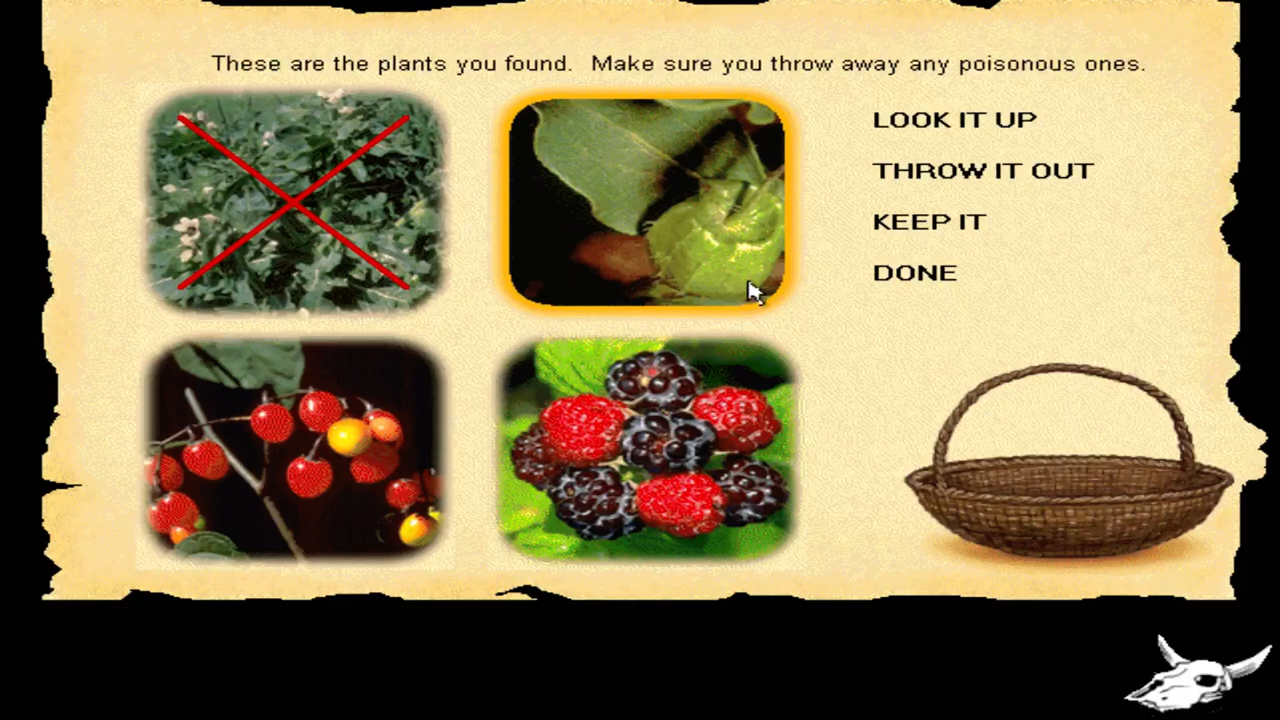 These are the plants you found. Make sure you throw away any poisonous ones.
LOOK IT UP
THROW IT OUT
KEEP IT
DONE